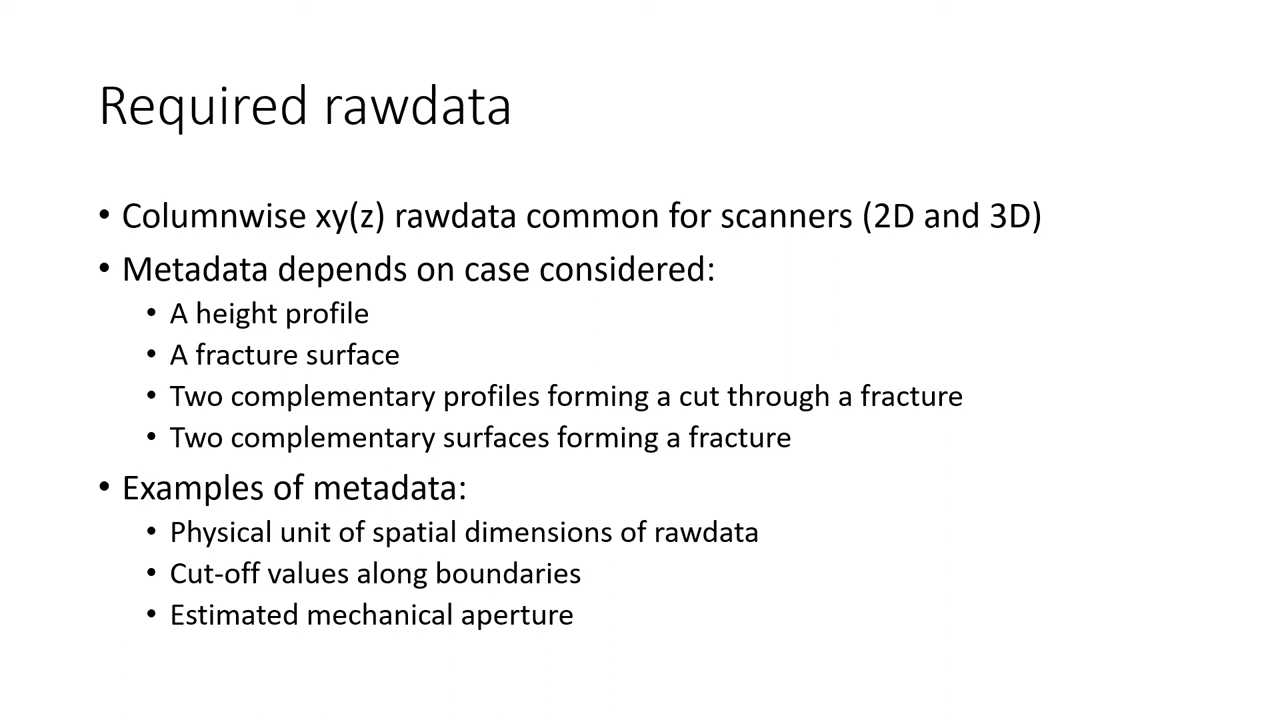 Required rawdata
• Columnwise xy(z) rawdata common for scanners (2D and 3D)
• Metadata depends on case considered:
• A height profile
• A fracture surface
• Two complementary profiles forming a cut through a fracture
• Two complementary surfaces forming a fracture
• Examples of metadata:
• Physical unit of spatial dimensions of rawdata
• Cut-off values along boundaries
• Estimated mechanical aperture